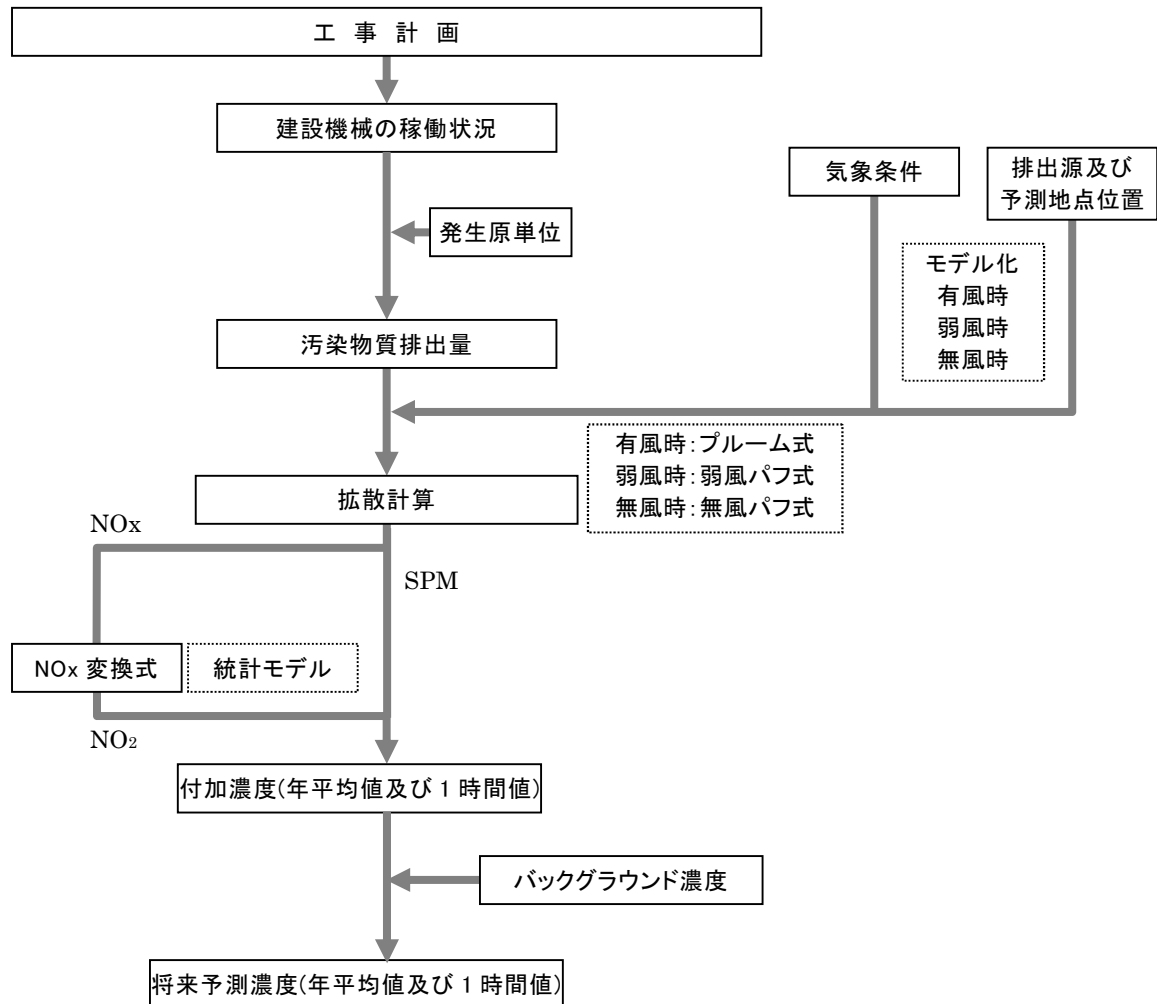 工 事 計 画
建設機械の稼働状況
気象条件
排出源及び
予測地点位置
発生原単位
モデル化
有風時
弱風時
無風時
汚染物質排出量
有風時：プルーム式
弱風時：弱風パフ式
無風時：無風パフ式
拡散計算
NOx
SPM
NOx 変換式
統計モデル
NO₂
付加濃度(年平均値及び 1 時間値)
バックグラウンド濃度
将来予測濃度(年平均値及び 1 時間値)